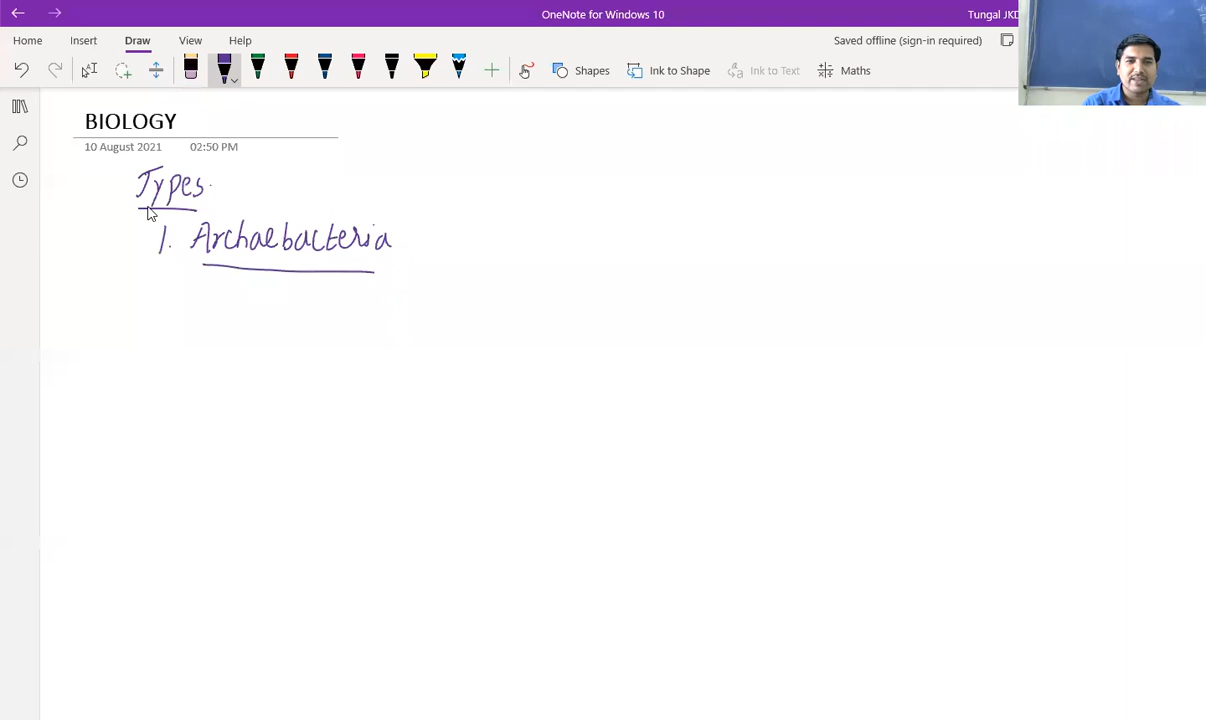 OneNote for Windows 10
Tungal JKD
Home Insert Draw View Help
Saved offline (sign-in required)
Shapes Ink to Shape Ink to Text Maths
BIOLOGY
10 August 2021 02:50 PM
Types.
1. Archaebacteria